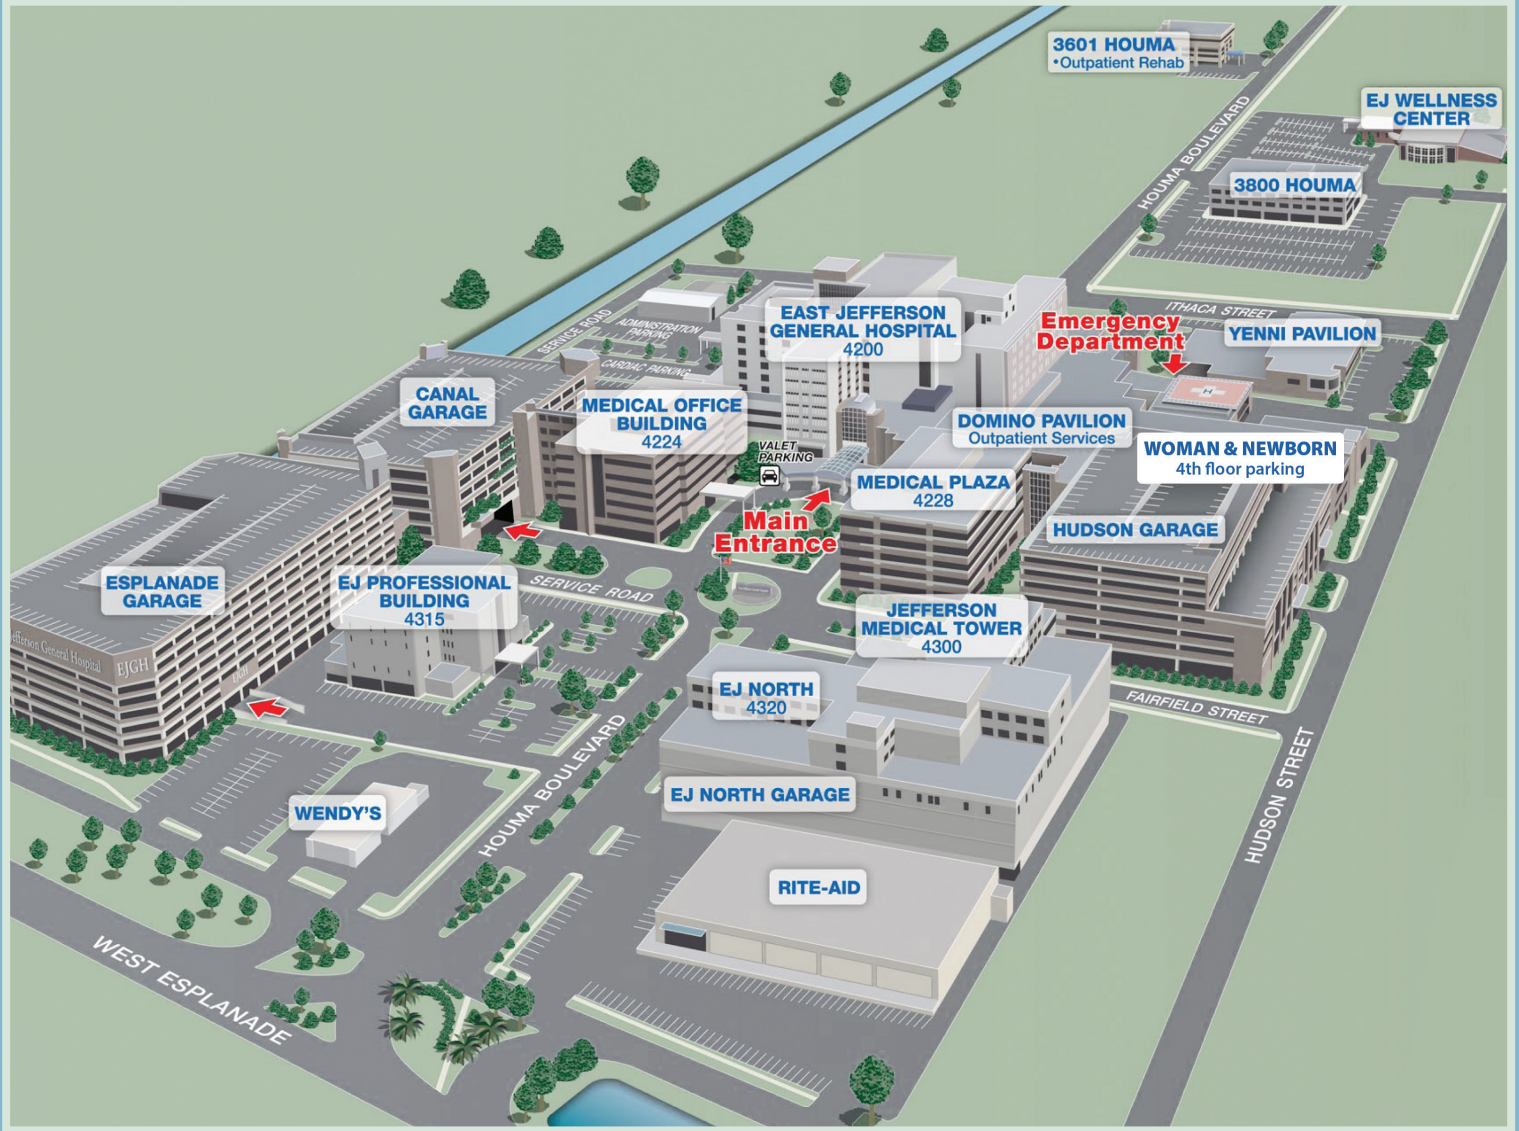 3601 HOUMA
•Outpatient Rehab
EJ WELLNESS
CENTER
HOUMA BOULEVARD
3800 HOUMA
ITHACA STREET
Emergency
Department
YENNI PAVILION
EAST JEFFERSON
GENERAL HOSPITAL
4200
SERVICE ROAD
ADMINISTRATION
PARKING
CARDIAC PARKING
CANAL
GARAGE
MEDICAL OFFICE
BUILDING
4224
VALET
PARKING
H
DOMINO PAVILION
Outpatient Services
WOMAN & NEWBORN
4th floor parking
MEDICAL PLAZA
4228
Main
Entrance
HUDSON GARAGE
ESPLANADE
GARAGE
EJ PROFESSIONAL
BUILDING
4315
SERVICE ROAD
JEFFERSON
MEDICAL TOWER
4300
efferson General Hospital
EJGH
EJGH
EJ NORTH
4320
FAIRFIELD STREET
HOUMA BOULEVARD
HUDSON STREET
EJ NORTH GARAGE
WENDY'S
RITE-AID
WEST ESPLANADE